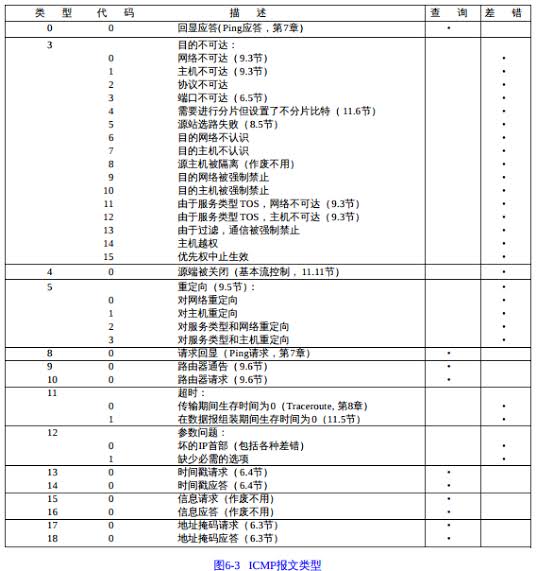 类 型 代 码 描 述 查 询 差 错
0 0 回显应答(Ping应答，第7章) •
3 目的不可达：
0 网络不可达（9.3节） •
1 主机不可达（9.3节） •
2 协议不可达 •
3 端口不可达（6.5节） •
4 需要进行分片但设置了不分片比特（11.6节） •
5 源站选路失败（8.5节） •
6 目的网络不认识 •
7 目的主机不认识 •
8 源主机被隔离（作废不用） •
9 目的网络被强制禁止 •
10 目的主机被强制禁止 •
11 由于服务类型TOS，网络不可达（9.3节） •
12 由于服务类型TOS，主机不可达（9.3节） •
13 由于过滤，通信被强制禁止 •
14 主机越权 •
15 优先权中止生效 •
4 0 源端被关闭（基本流控制，11.11节） •
5 重定向（9.5节）： •
0 对网络重定向 •
1 对主机重定向 •
2 对服务类型和网络重定向 •
3 对服务类型和主机重定向 •
8 0 请求回显（Ping请求，第7章） •
9 0 路由器通告（9.6节） •
10 0 路由器请求（9.6节） •
11 超时：
0 传输期间生存时间为0（Traceroute, 第8章） •
1 在数据报组装期间生存时间为0（11.5节） •
12 参数问题：
0 坏的IP首部（包括各种差错） •
1 缺少必需的选项 •
13 0 时间戳请求（6.4节） •
14 0 时间戳应答（6.4节） •
15 0 信息请求（作废不用） •
16 0 信息应答（作废不用） •
17 0 地址掩码请求（6.3节） •
18 0 地址掩码应答（6.3节） •
图6-3 ICMP报文类型